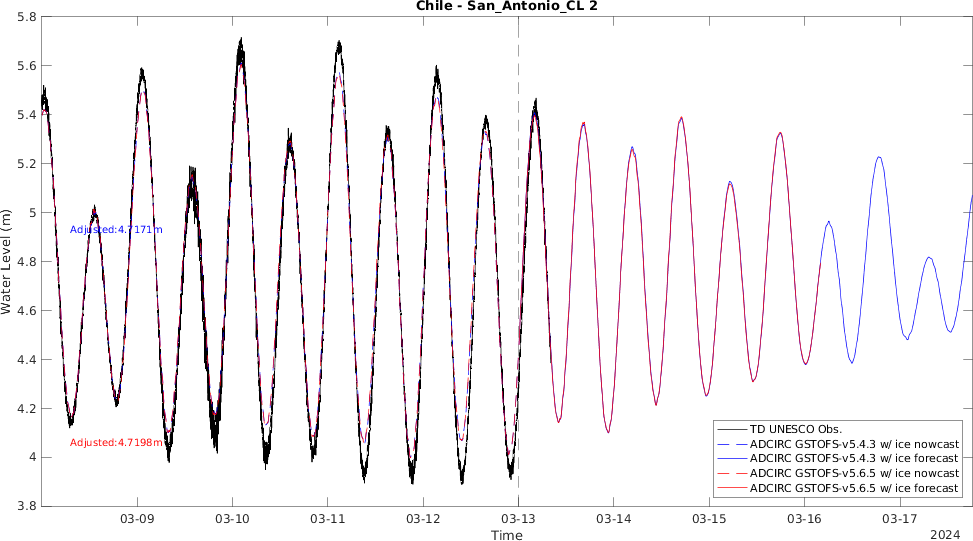 Chile - San_Antonio_CL 2
Water Level (m)
5.8
5.6
5.4
5.2
5
4.8
4.6
4.4
4.2
4
3.8
Adjusted:4.7171m
Adjusted:4.7198m
TD UNESCO Obs.
ADCIRC GSTOFS-v5.4.3 w/ ice nowcast
ADCIRC GSTOFS-v5.4.3 w/ ice forecast
ADCIRC GSTOFS-v5.6.5 w/ ice nowcast
ADCIRC GSTOFS-v5.6.5 w/ ice forecast
03-09 03-10 03-11 03-12 03-13 03-14 03-15 03-16 03-17
Time
2024